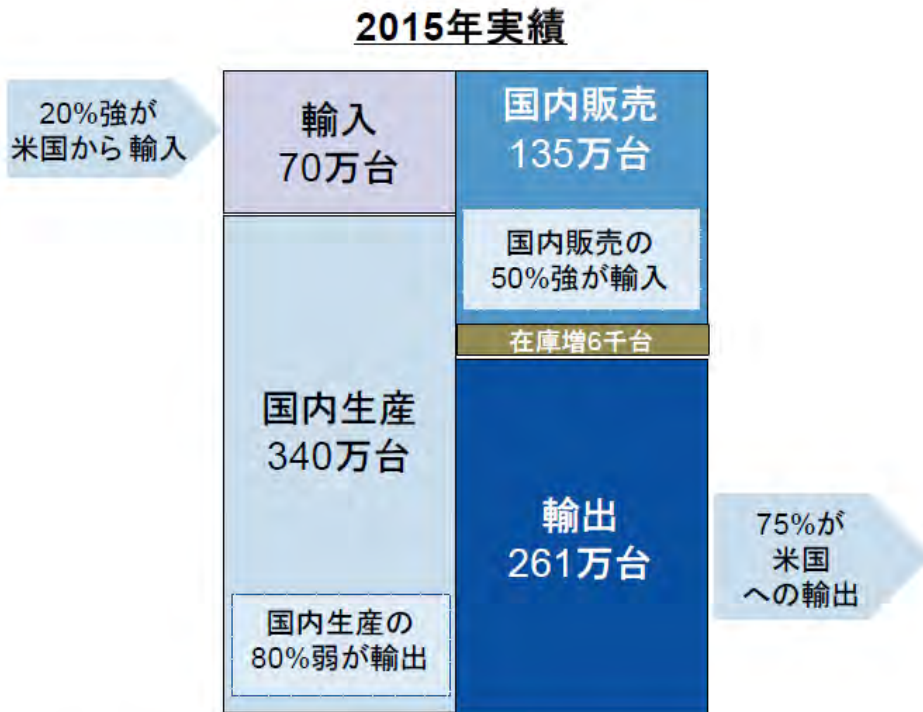 2015年実績
20%強が
米国から輸入
輸入
70万台
国内生産
340万台
国内生産の
80%弱が輸出
国内販売
135万台
国内販売の
50%強が輸入
在庫増6千台
輸出
261万台
75%が
米国
への輸出